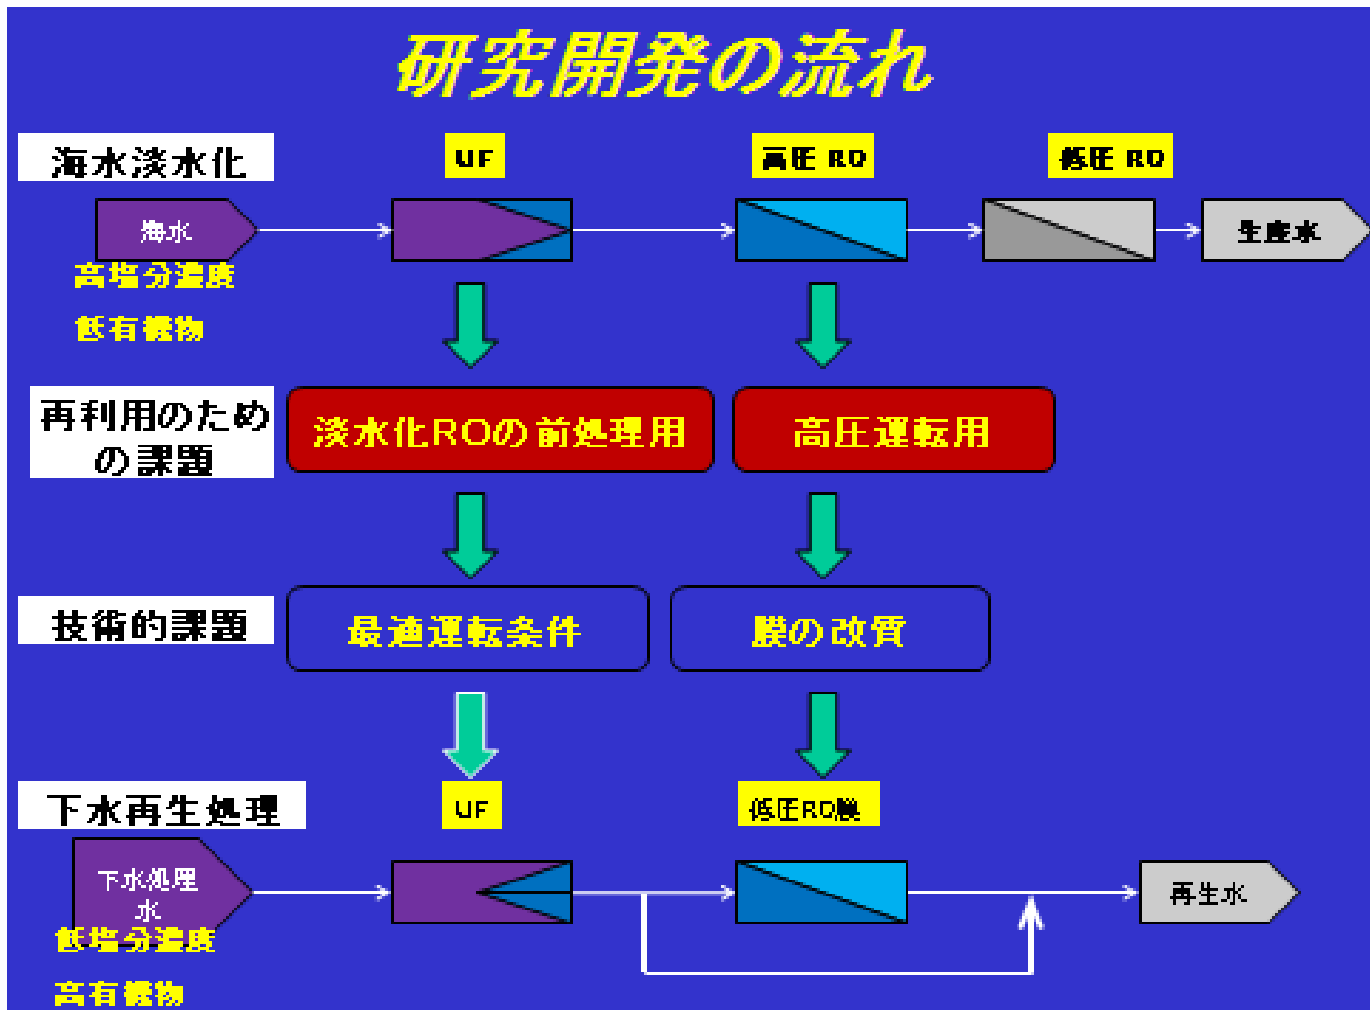 研究開発の流れ
海水淡水化
UF
高圧 RO
低圧 RO
海水
生産水
高塩分濃度
低有機物
再利用のため
の課題
淡水化ROの前処理用
高圧運転用
技術的課題
最適運転条件
膜の改質
下水再生処理
UF
低圧RO膜
下水処理
水
再生水
低塩分濃度
高有機物